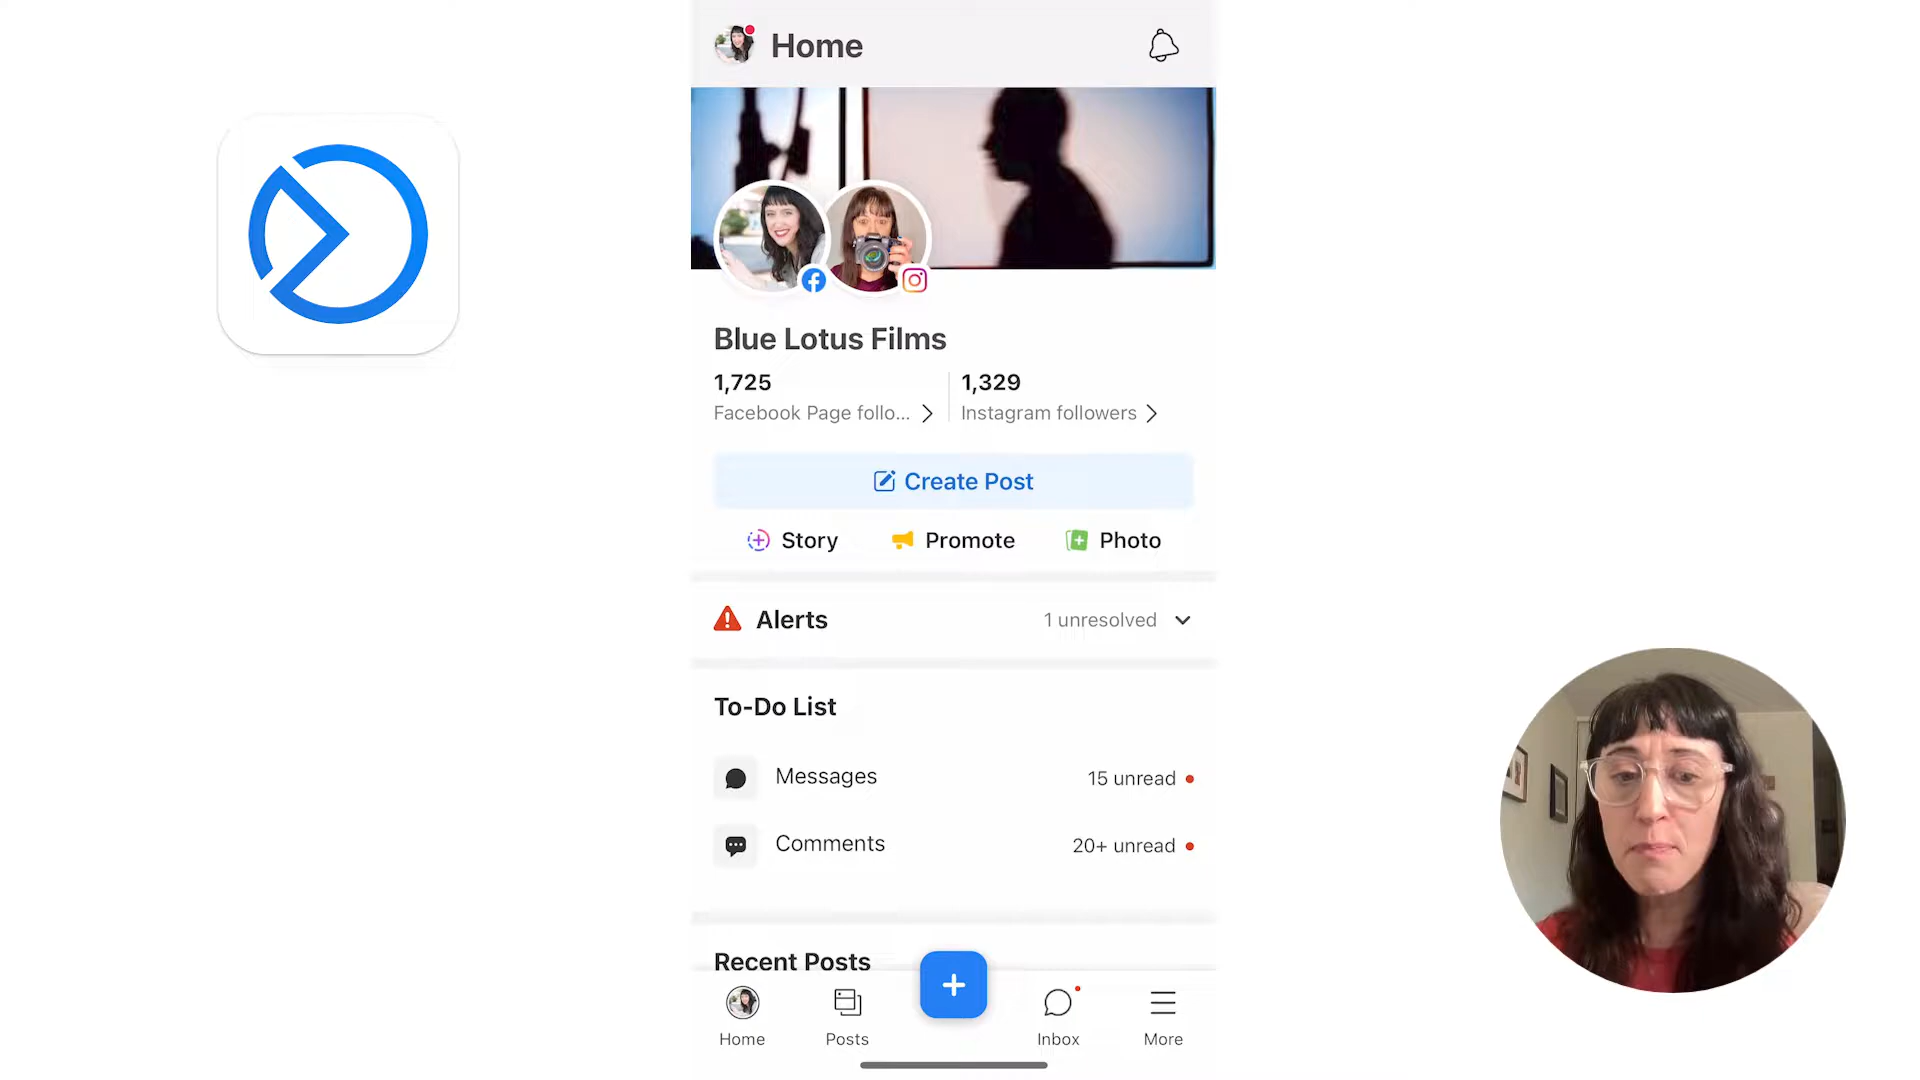 Home
Blue Lotus Films
1,725
Facebook Page follo...
1,329
Instagram followers
Create Post
Story
Promote
Photo
Alerts
1 unresolved
To-Do List
Messages
15 unread
Comments
20+ unread
Recent Posts
Home
Posts
Inbox
More